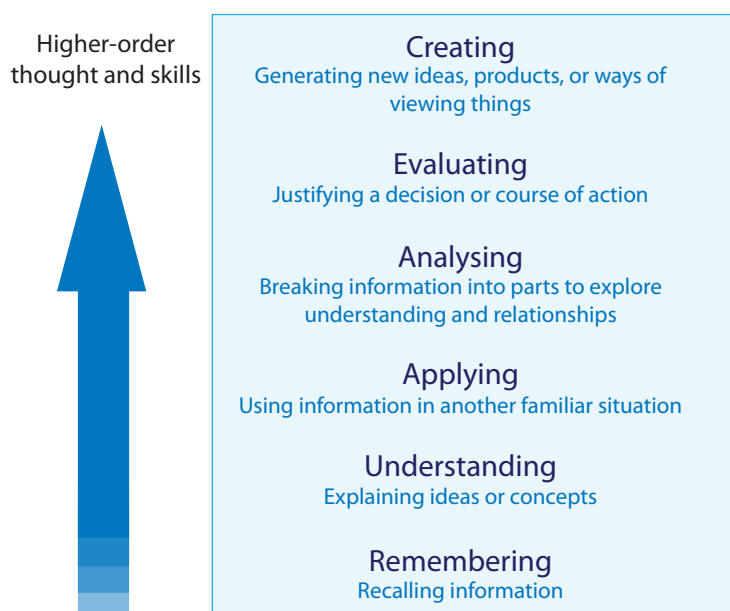 Higher-order
thought and skills
Creating
Generating new ideas, products, or ways of
viewing things
Evaluating
Justifying a decision or course of action
Analysing
Breaking information into parts to explore
understanding and relationships
Applying
Using information in another familiar situation
Understanding
Explaining ideas or concepts
Remembering
Recalling information